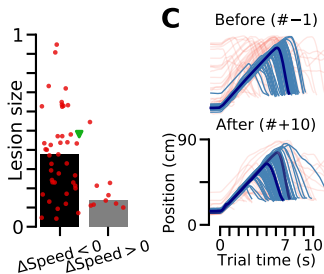 C
Before (#−1)
After (#+10)
Lesion size
1
0
ΔSpeed < 0
ΔSpeed > 0
Position (cm)
90
0
0
7
10
Trial time (s)